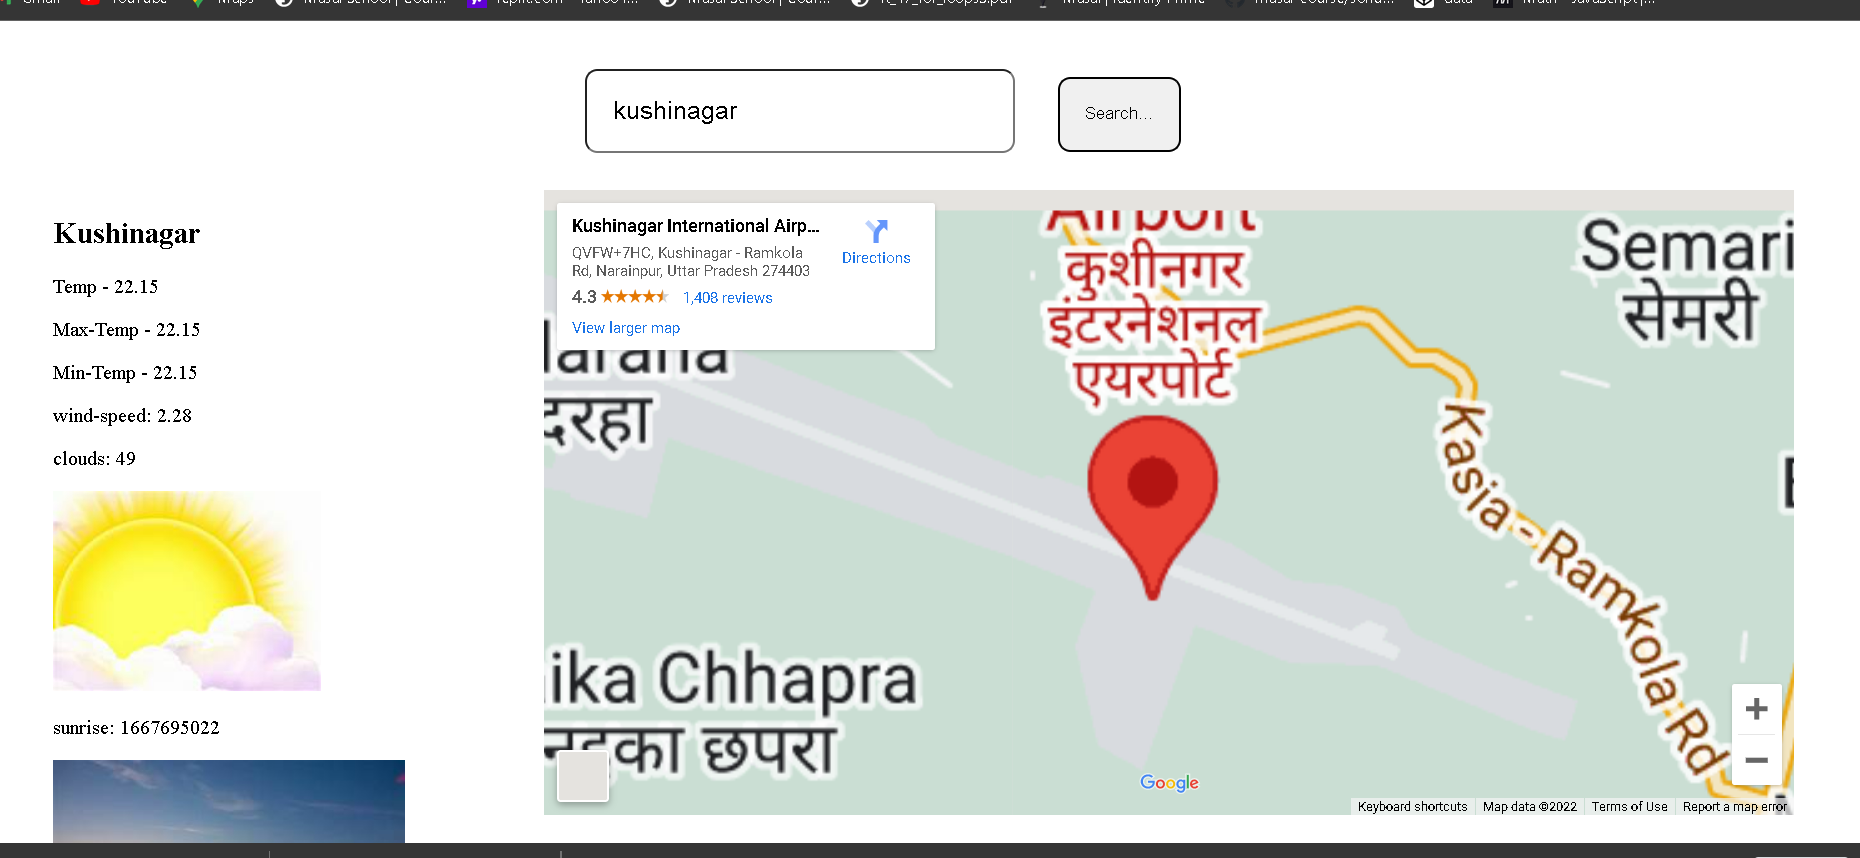 YouTube
Maps
kushinagar
Search...
Kushinagar
Temp - 22.15
Max-Temp - 22.15
Min-Temp - 22.15
wind-speed: 2.28
clouds: 49
sunrise: 1667695022
Kushinagar International Airp...
QVFW+7HC, Kushinagar - Ramkola
Rd, Narainpur, Uttar Pradesh 274403
4.3
1,408 reviews
View larger map
Directions
Airport
कुशीनगर
इंटरनेशनल
एयरपोर्ट
Semari
सेमरी
Kasia - Ramkola Rd
ika Chhapra
छपरा
Google
Keyboard shortcuts
Map data ©2022
Terms of Use
Report a map error